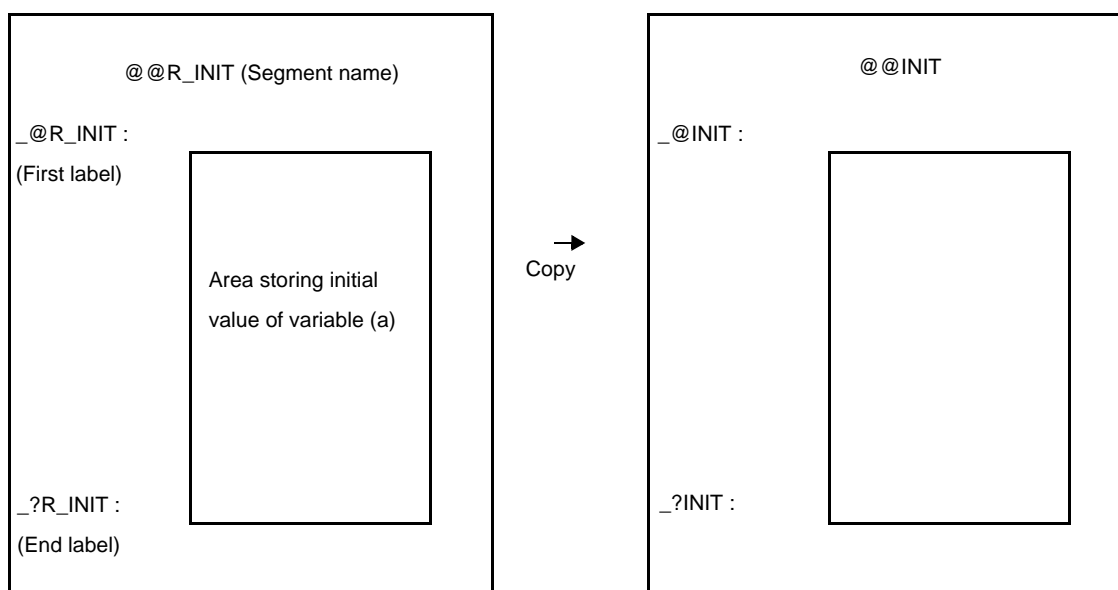 @@R_INIT (Segment name)
_@R_INIT :
(First label)
Area storing initial
value of variable (a)
_?R_INIT :
(End label)
Copy
@@INIT
_@INIT :
_?INIT :